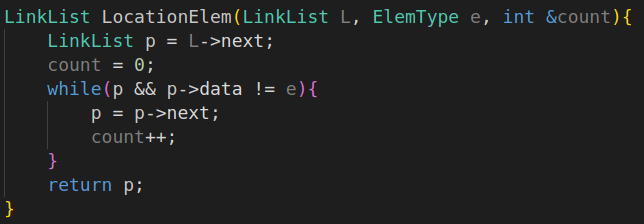 LinkList LocationElem(LinkList L, ElemType e, int &count){
    LinkList p = L->next;
    count = 0;
    while(p && p->data != e){
        p = p->next;
        count++;
    }
    return p;
}